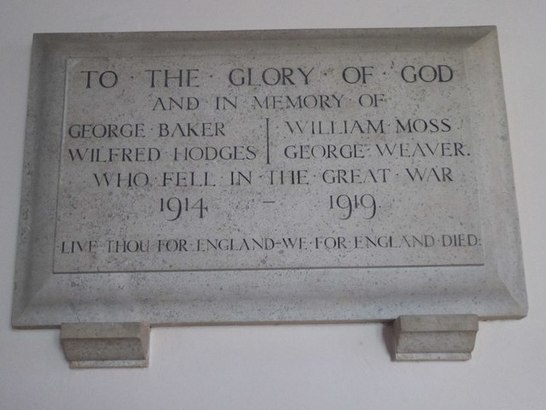 TO · THE · GLORY · OF · GOD
AND · IN · MEMORY · OF
GEORGE · BAKER | WILLIAM · MOSS
WILFRED · HODGES | GEORGE · WEAVER.
WHO · FELL · IN · THE · GREAT · WAR
1914 – 1919
LIVE · THOU · FOR · ENGLAND–WE · FOR · ENGLAND · DIED·